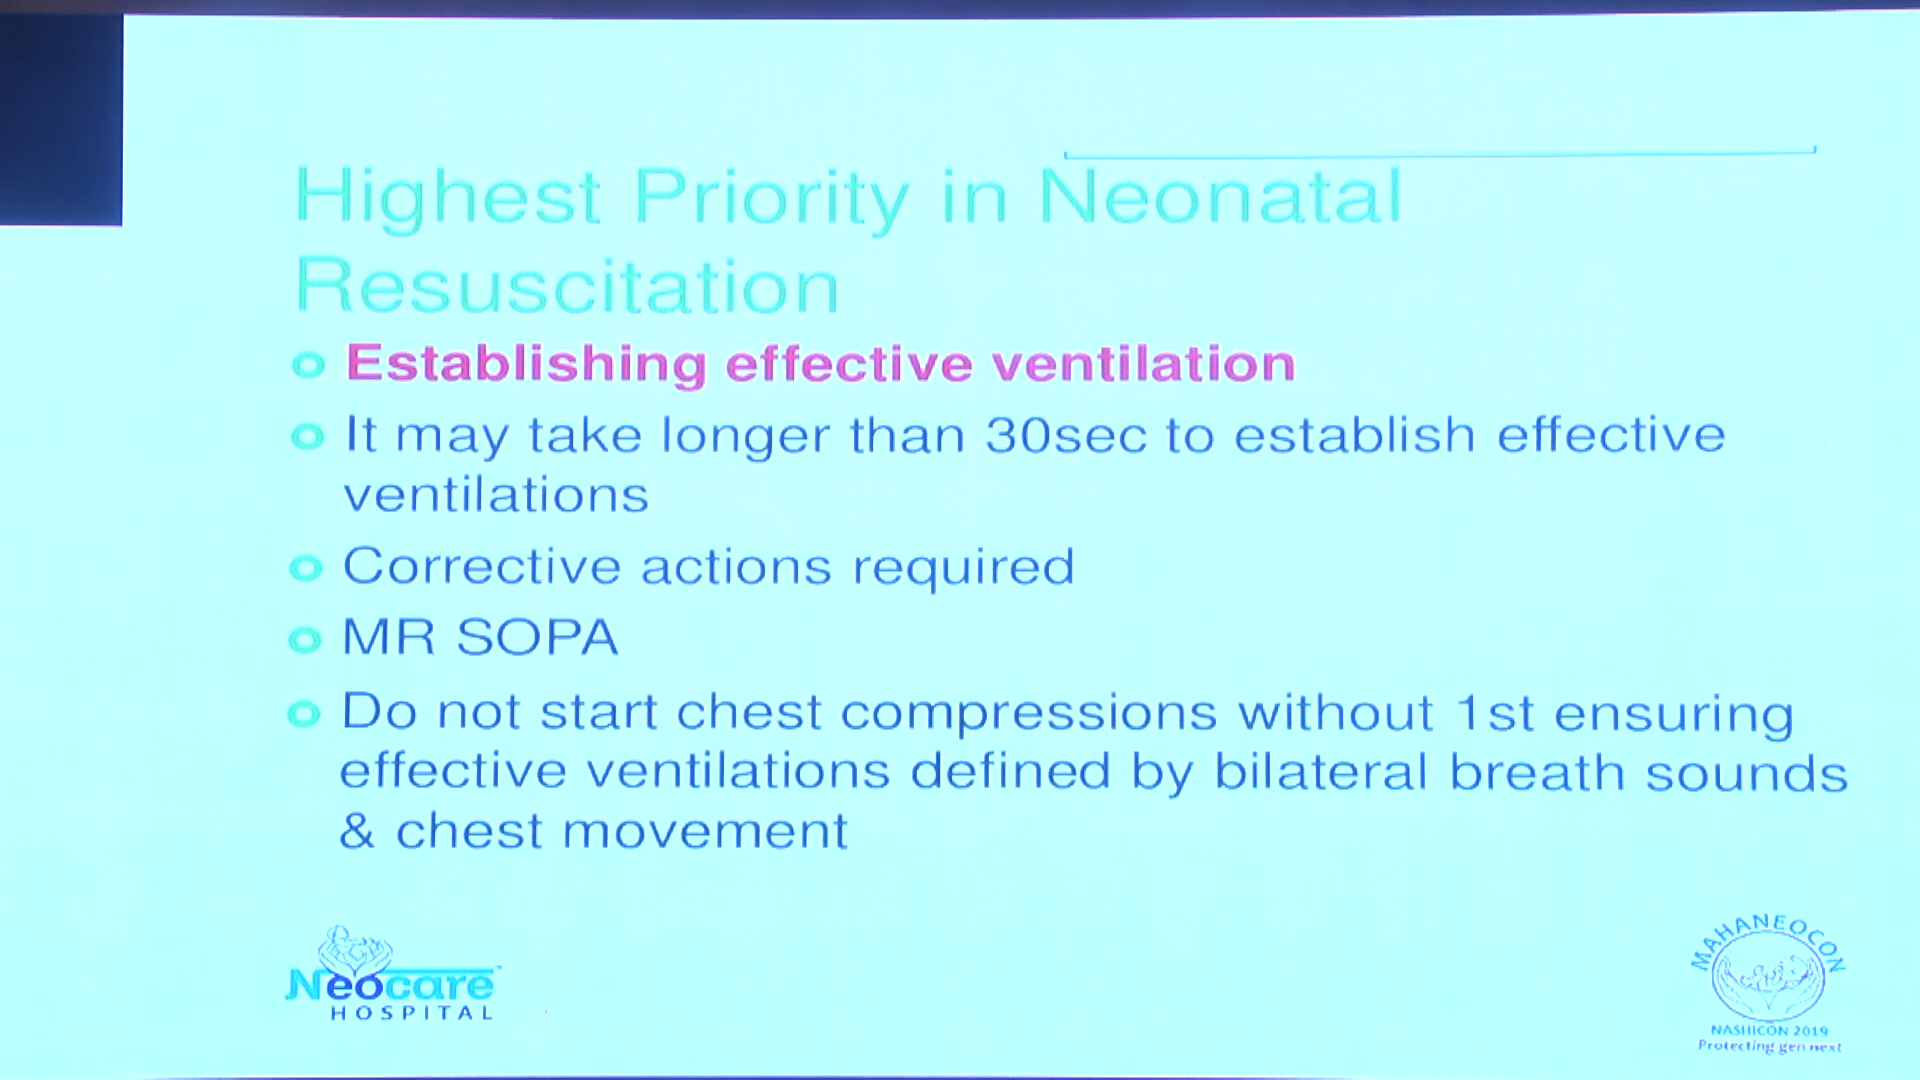 Highest Priority in Neonatal
Resuscitation
Establishing effective ventilation
It may take longer than 30sec to establish effective
ventilations
Corrective actions required
MR SOPA
Do not start chest compressions without 1st ensuring
effective ventilations defined by bilateral breath sounds
& chest movement
Neocare
HOSPITAL
MAHANEOCON
NASHICON 2019
Protecting gen next